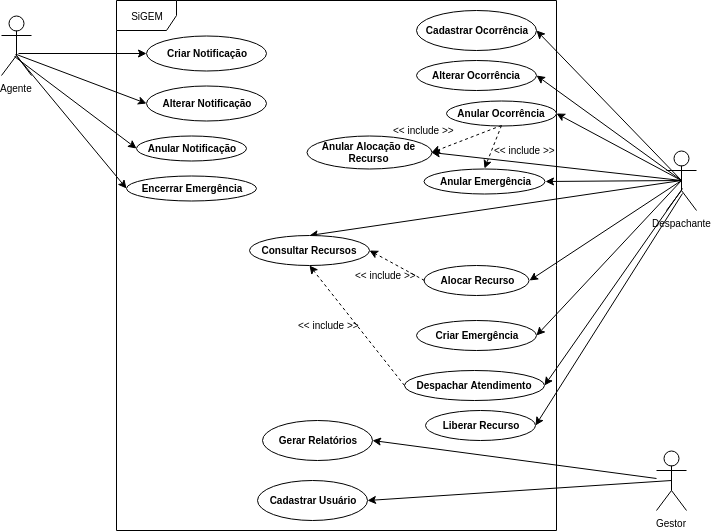 SiGEM
Cadastrar Ocorrência
Criar Notificação
Alterar Ocorrência
Agente
Alterar Notificação
Anular Ocorrência
<< include >>
Anular Notificação
Anular Alocação de
Recurso
<< include >>
Encerrar Emergência
Anular Emergência
Despachante
Consultar Recursos
<< include >>
Alocar Recurso
<< include >>
Criar Emergência
Despachar Atendimento
Liberar Recurso
Gerar Relatórios
Cadastrar Usuário
Gestor